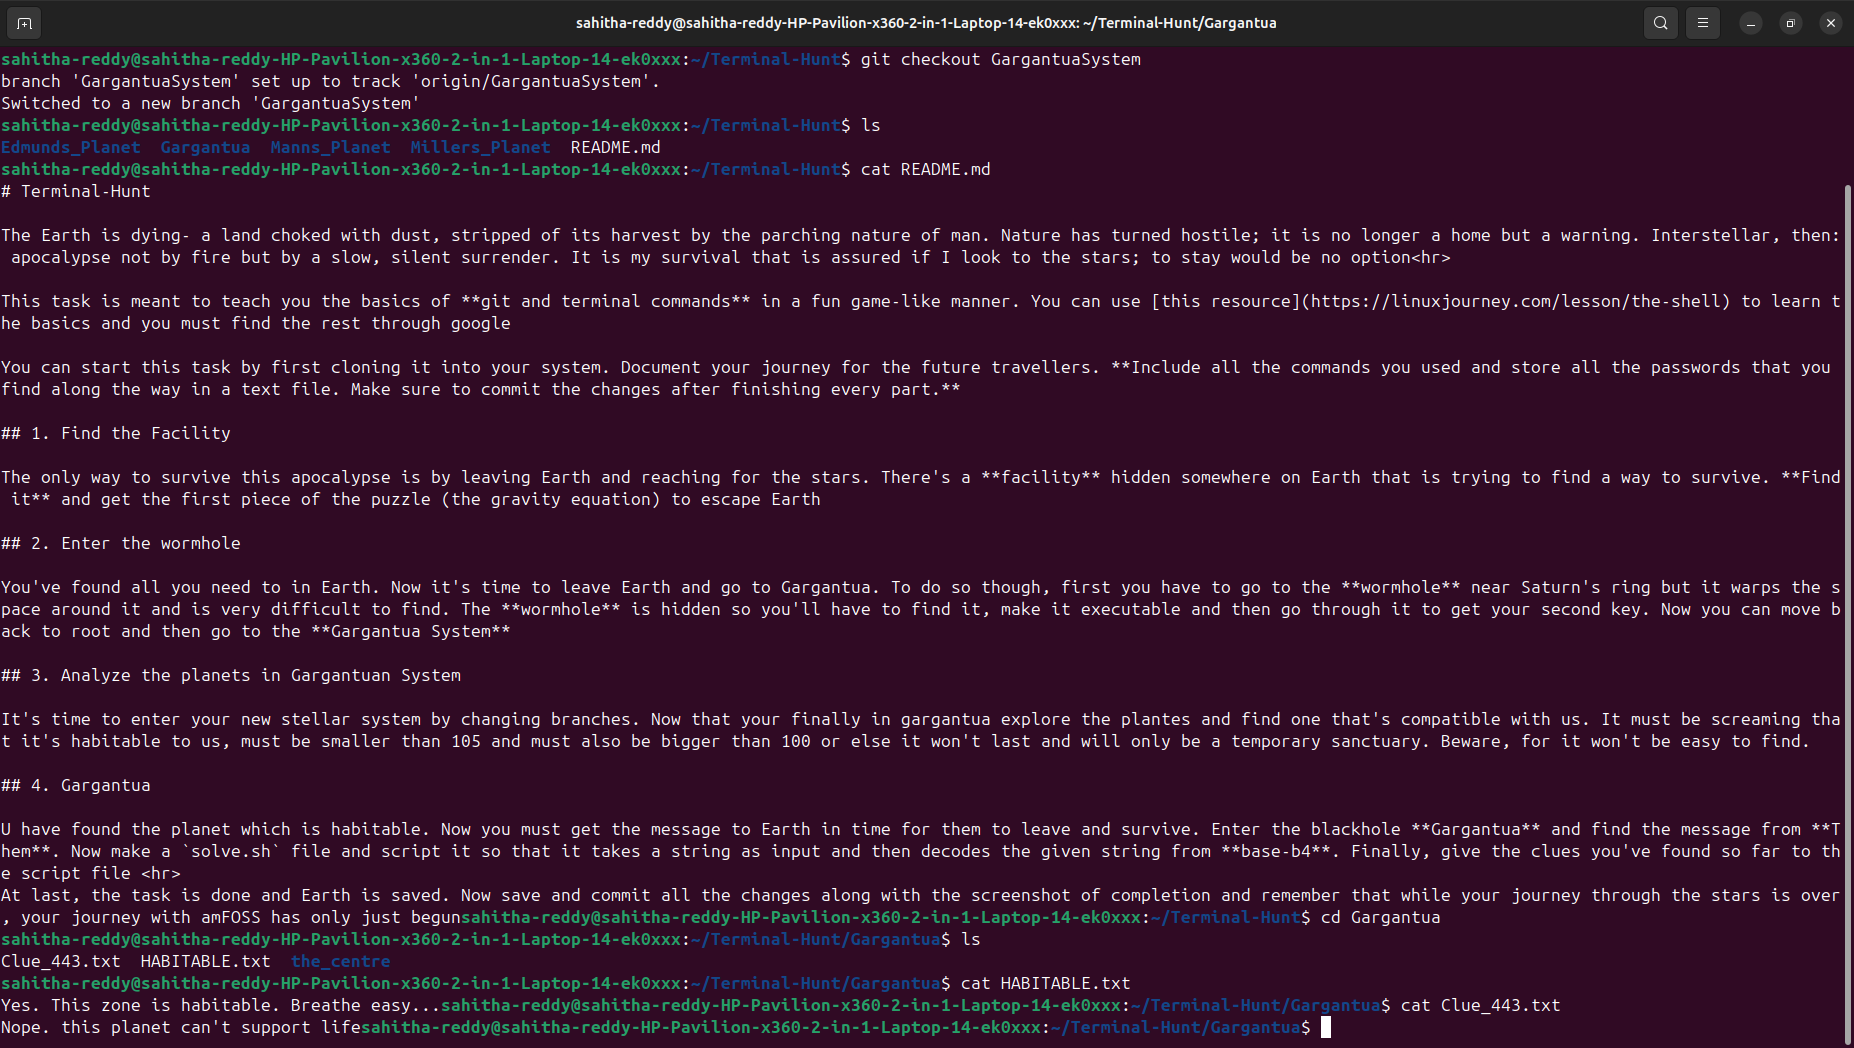 sahitha-reddy@sahitha-reddy-HP-Pavilion-x360-2-in-1-Laptop-14-ek0xxx: ~/Terminal-Hunt/Gargantua
sahitha-reddy@sahitha-reddy-HP-Pavilion-x360-2-in-1-Laptop-14-ek0xxx:~/Terminal-Hunt$ git checkout GargantuaSystem
branch 'GargantuaSystem' set up to track 'origin/GargantuaSystem'.
Switched to a new branch 'GargantuaSystem'
sahitha-reddy@sahitha-reddy-HP-Pavilion-x360-2-in-1-Laptop-14-ek0xxx:~/Terminal-Hunt$ ls
Edmunds_Planet  Gargantua  Manns_Planet  Millers_Planet  README.md
sahitha-reddy@sahitha-reddy-HP-Pavilion-x360-2-in-1-Laptop-14-ek0xxx:~/Terminal-Hunt$ cat README.md
# Terminal-Hunt
The Earth is dying- a land choked with dust, stripped of its harvest by the parching nature of man. Nature has turned hostile; it is no longer a home but a warning. Interstellar, then:
 apocalypse not by fire but by a slow, silent surrender. It is my survival that is assured if I look to the stars; to stay would be no option<hr>
This task is meant to teach you the basics of **git and terminal commands** in a fun game-like manner. You can use [this resource](https://linuxjourney.com/lesson/the-shell) to learn t
he basics and you must find the rest through google
You can start this task by first cloning it into your system. Document your journey for the future travellers. **Include all the commands you used and store all the passwords that you
find along the way in a text file. Make sure to commit the changes after finishing every part.**
## 1. Find the Facility
The only way to survive this apocalypse is by leaving Earth and reaching for the stars. There's a **facility** hidden somewhere on Earth that is trying to find a way to survive. **Find
 it** and get the first piece of the puzzle (the gravity equation) to escape Earth
## 2. Enter the wormhole
You've found all you need to in Earth. Now it's time to leave Earth and go to Gargantua. To do so though, first you have to go to the **wormhole** near Saturn's ring but it warps the s
pace around it and is very difficult to find. The **wormhole** is hidden so you'll have to find it, make it executable and then go through it to get your second key. Now you can move b
ack to root and then go to the **Gargantua System**
## 3. Analyze the planets in Gargantuan System
It's time to enter your new stellar system by changing branches. Now that your finally in gargantua explore the plantes and find one that's compatible with us. It must be screaming tha
t it's habitable to us, must be smaller than 105 and must also be bigger than 100 or else it won't last and will only be a temporary sanctuary. Beware, for it won't be easy to find.
## 4. Gargantua
U have found the planet which is habitable. Now you must get the message to Earth in time for them to leave and survive. Enter the blackhole **Gargantua** and find the message from **T
hem**. Now make a `solve.sh` file and script it so that it takes a string as input and then decodes the given string from **base-b4**. Finally, give the clues you've found so far to th
e script file <hr>
At last, the task is done and Earth is saved. Now save and commit all the changes along with the screenshot of completion and remember that while your journey through the stars is over
, your journey with amFOSS has only just begunsahitha-reddy@sahitha-reddy-HP-Pavilion-x360-2-in-1-Laptop-14-ek0xxx:~/Terminal-Hunt$ cd Gargantua
sahitha-reddy@sahitha-reddy-HP-Pavilion-x360-2-in-1-Laptop-14-ek0xxx:~/Terminal-Hunt/Gargantua$ ls
Clue_443.txt  HABITABLE.txt  the_centre
sahitha-reddy@sahitha-reddy-HP-Pavilion-x360-2-in-1-Laptop-14-ek0xxx:~/Terminal-Hunt/Gargantua$ cat HABITABLE.txt
Yes. This zone is habitable. Breathe easy...sahitha-reddy@sahitha-reddy-HP-Pavilion-x360-2-in-1-Laptop-14-ek0xxx:~/Terminal-Hunt/Gargantua$ cat Clue_443.txt
Nope. this planet can't support lifesahitha-reddy@sahitha-reddy-HP-Pavilion-x360-2-in-1-Laptop-14-ek0xxx:~/Terminal-Hunt/Gargantua$